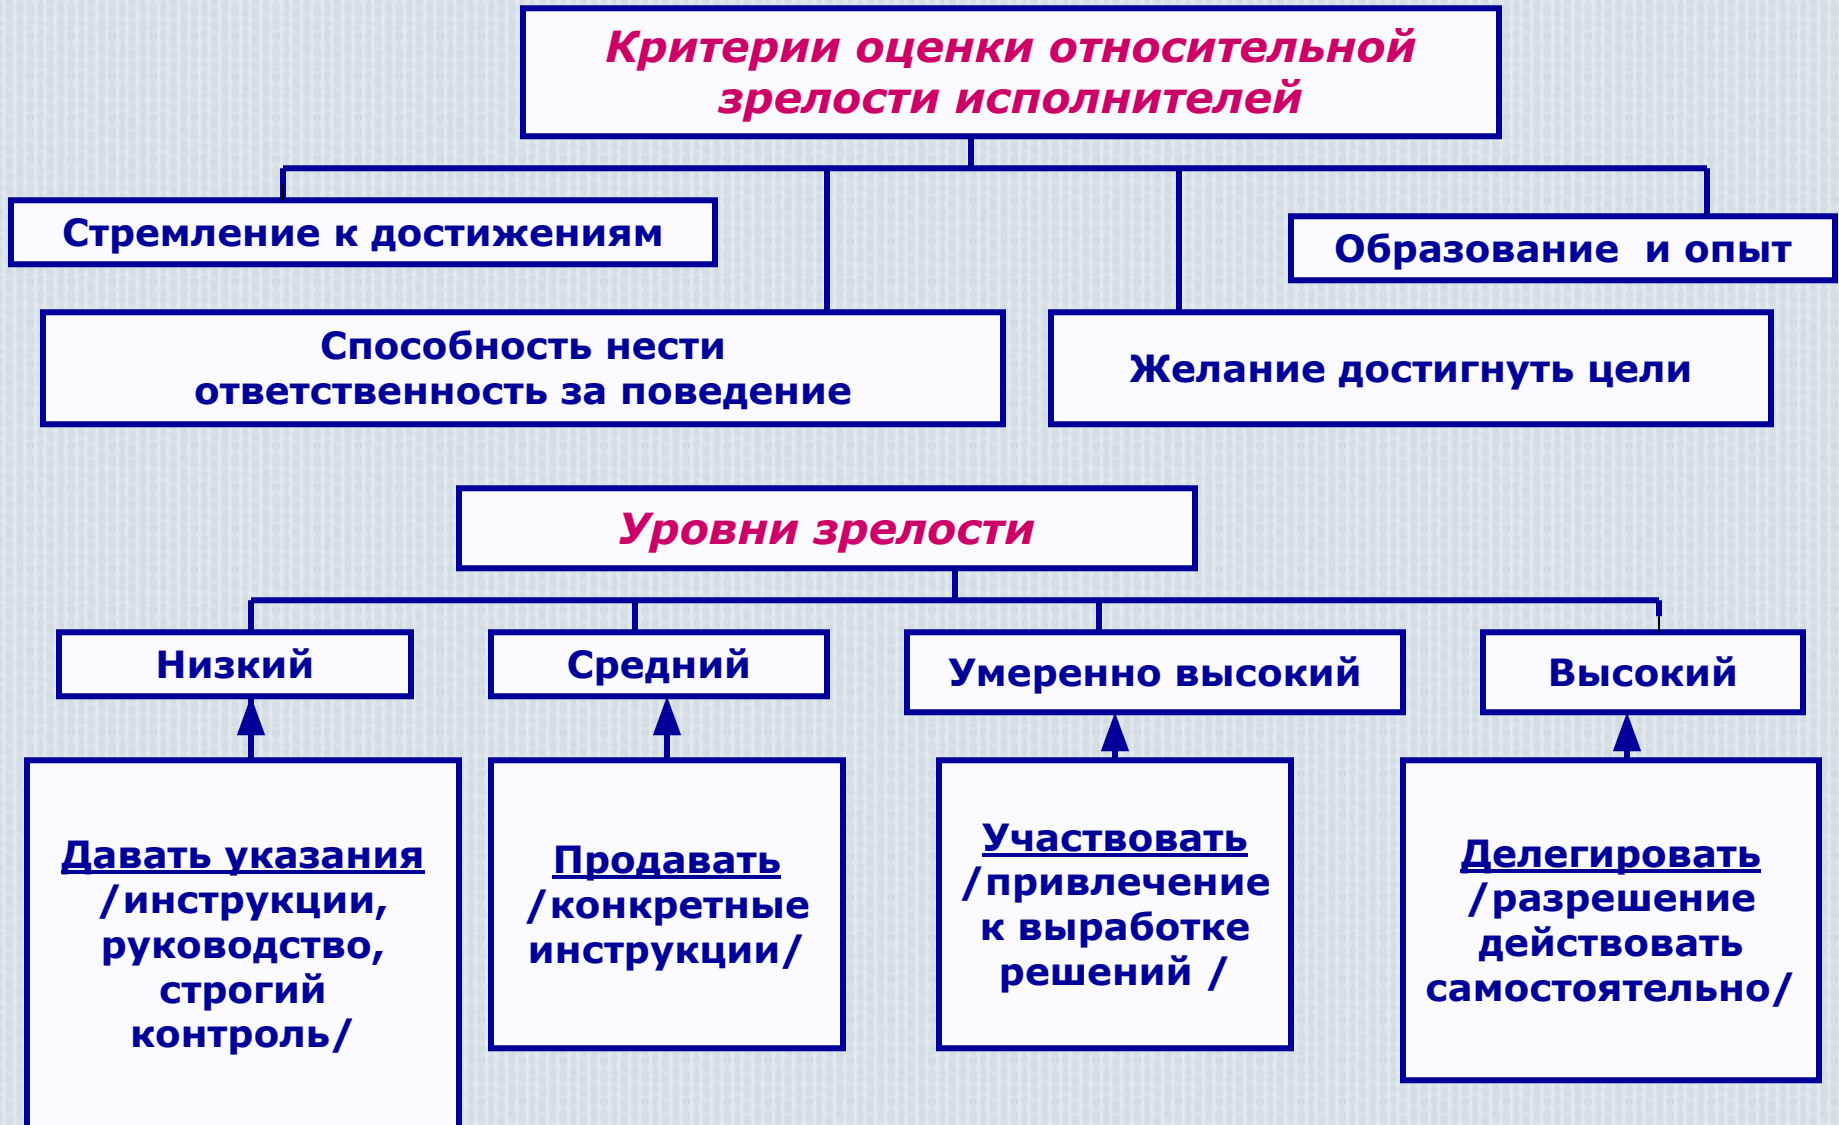 Критерии оценки относительной
зрелости исполнителей
Стремление к достижениям
Образование и опыт
Способность нести
ответственность за поведение
Желание достигнуть цели
Уровни зрелости
Низкий
Средний
Умеренно высокий
Высокий
Давать указания
/инструкции,
руководство,
строгий
контроль/
Продавать
/конкретные
инструкции/
Участвовать
/привлечение
к выработке
решений /
Делегировать
/разрешение
действовать
самостоятельно/